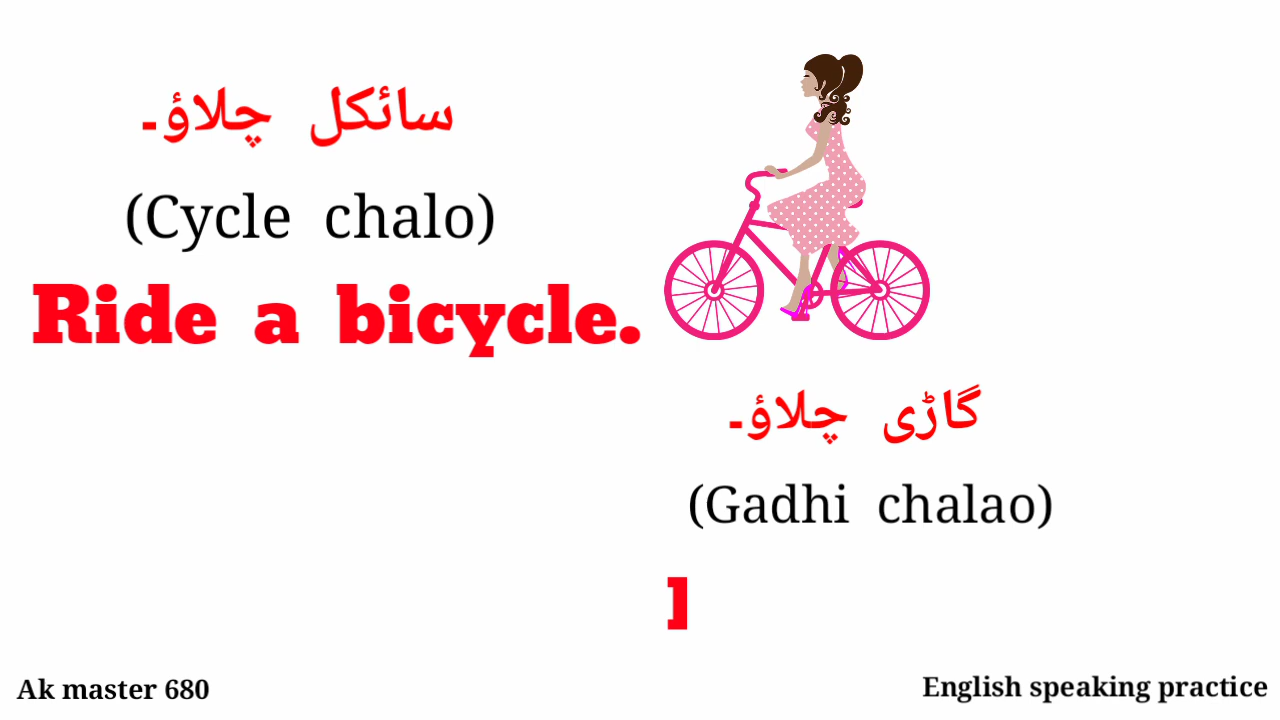 سائکل چلاؤ۔
(Cycle chalo)
Ride a bicycle.
گاڑی چلاؤ۔
(Gadhi chalao)
Ak master 680
English speaking practice